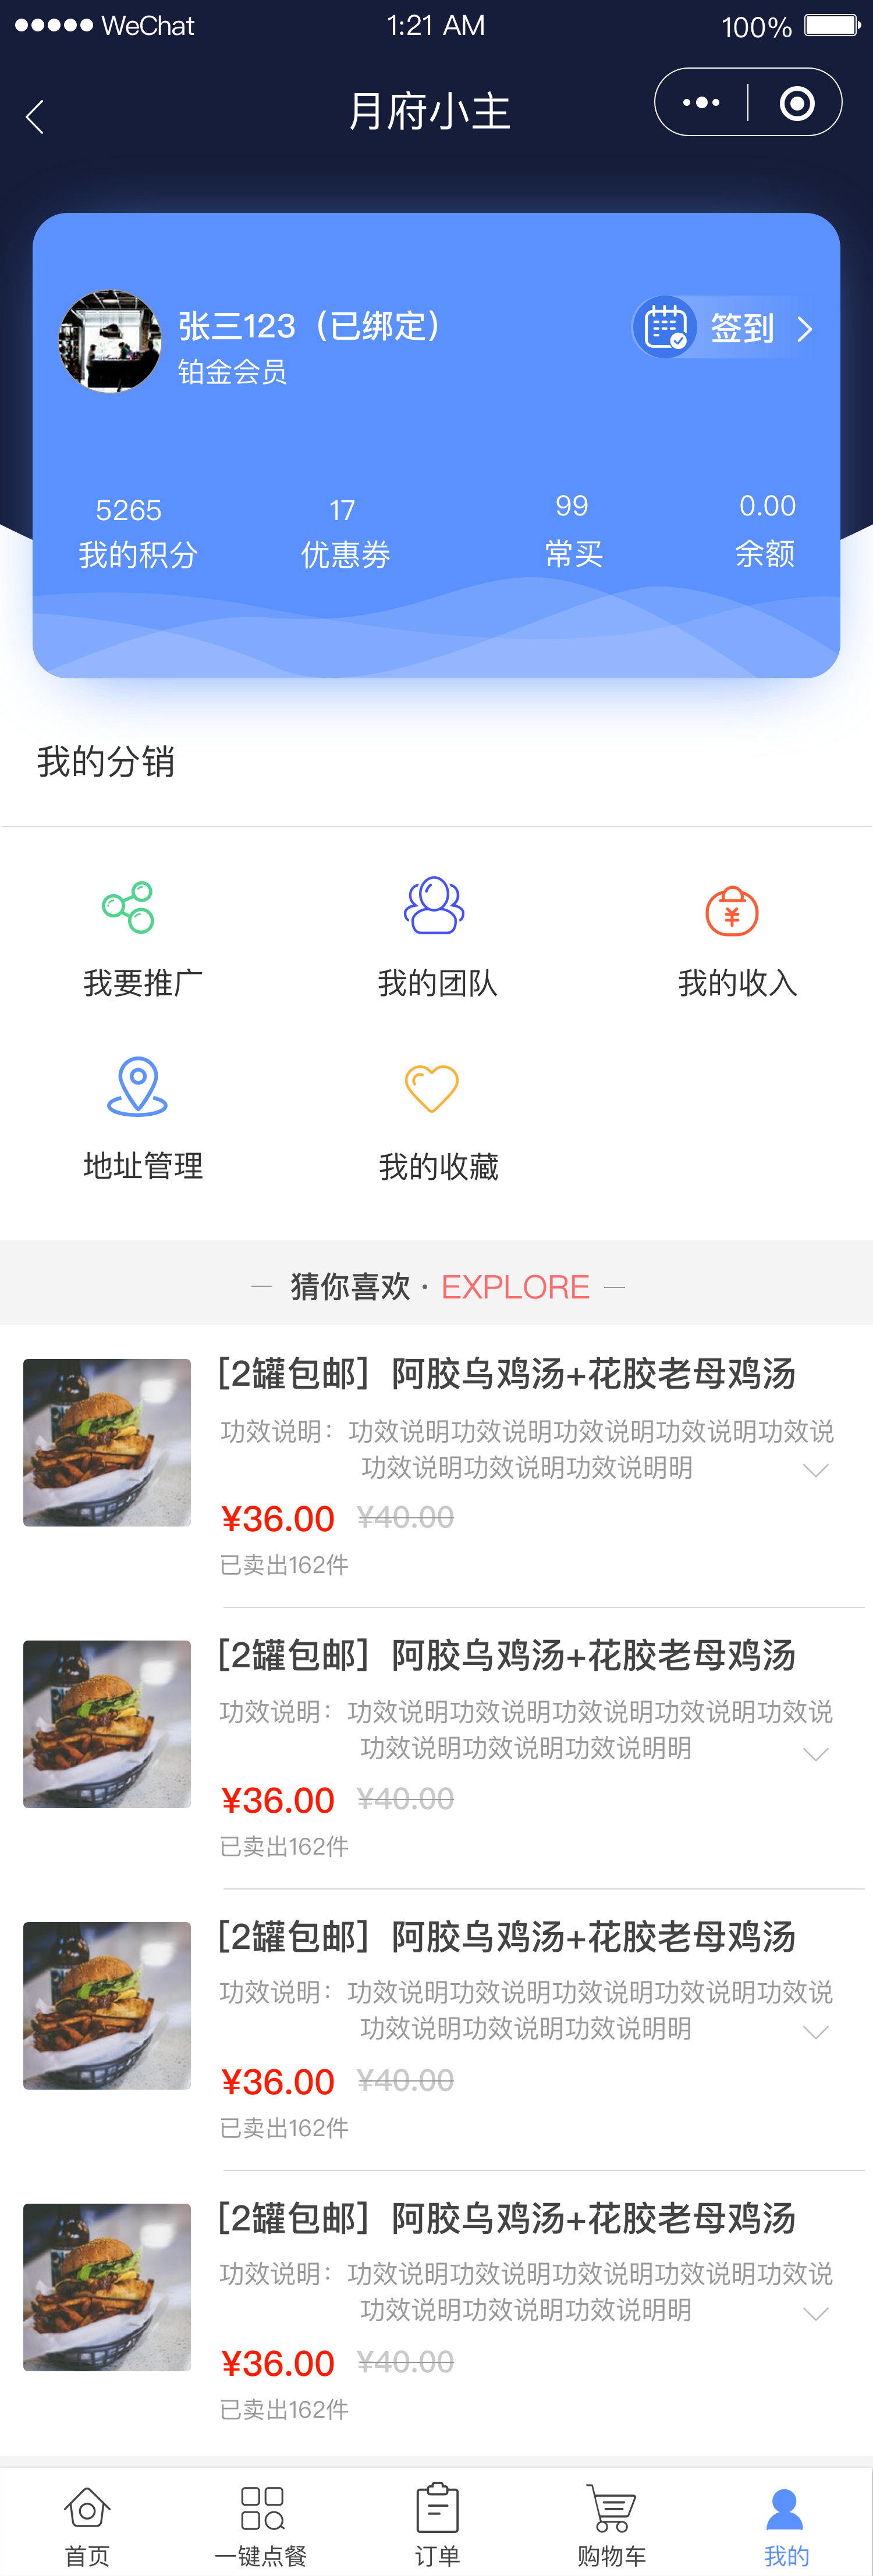 WeChat 1:21 AM 100%
月府小主
张三123（已绑定）
签到
铂金会员
5265 17 99 0.00
我的积分 优惠券 常买 余额
我的分销
我要推广 我的团队 我的收入
地址管理 我的收藏
猜你喜欢 · EXPLORE
[2罐包邮] 阿胶乌鸡汤+花胶老母鸡汤
功效说明：功效说明功效说明功效说明功效说明功效说
功效说明功效说明功效说明明
¥36.00 ¥40.00
已卖出162件
[2罐包邮] 阿胶乌鸡汤+花胶老母鸡汤
功效说明：功效说明功效说明功效说明功效说明功效说
功效说明功效说明功效说明明
¥36.00 ¥40.00
已卖出162件
[2罐包邮] 阿胶乌鸡汤+花胶老母鸡汤
功效说明：功效说明功效说明功效说明功效说明功效说
功效说明功效说明功效说明明
¥36.00 ¥40.00
已卖出162件
[2罐包邮] 阿胶乌鸡汤+花胶老母鸡汤
功效说明：功效说明功效说明功效说明功效说明功效说
功效说明功效说明功效说明明
¥36.00 ¥40.00
已卖出162件
首页 一键点餐 订单 购物车 我的